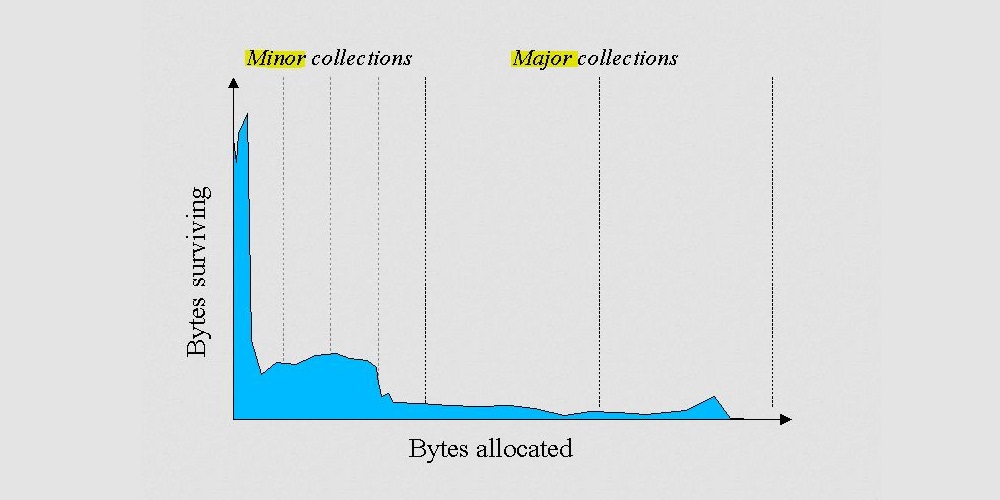 Minor collections
Major collections
Bytes surviving
Bytes allocated